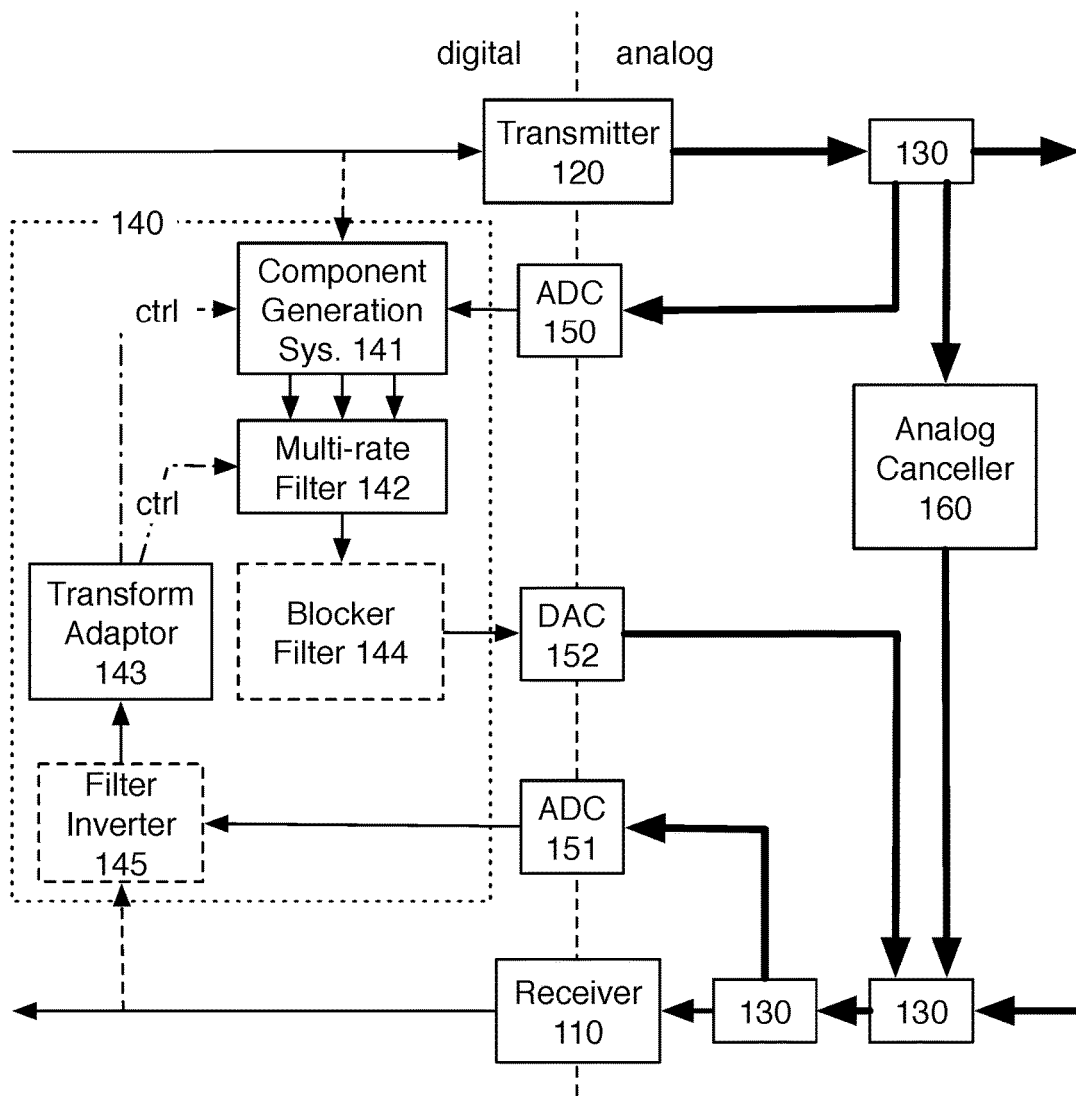 digital analog
Transmitter
120
130
140
Component
Generation
Sys. 141
ctrl
ADC
150
Multi-rate
Filter 142
ctrl
Analog
Canceller
160
Transform
Adaptor
143
Blocker
Filter 144
DAC
152
Filter
Inverter
145
ADC
151
Receiver
110
130
130